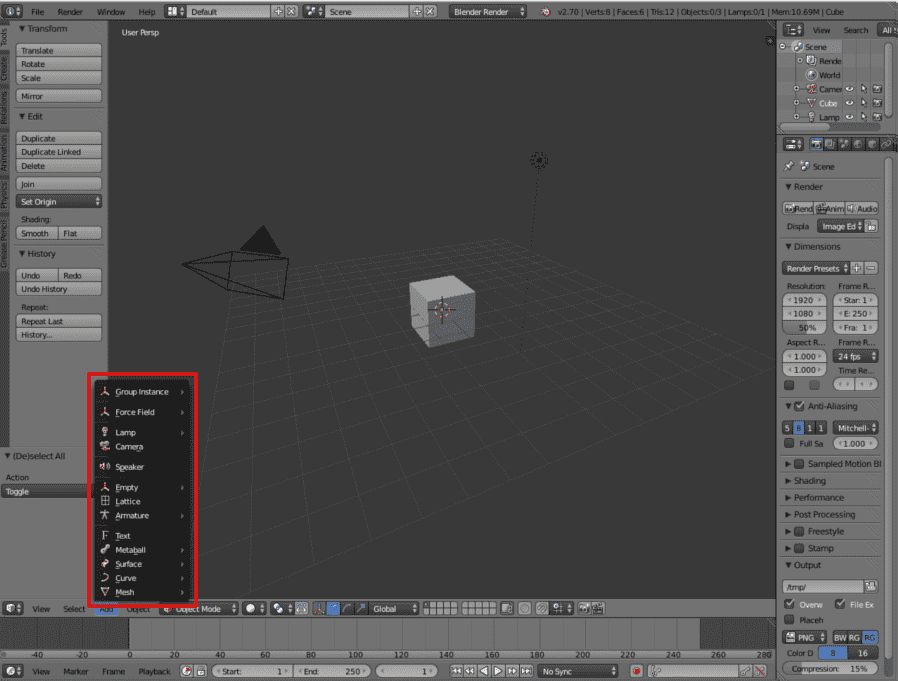 File Render Window Help Default Scene Blender Render v2.70 | Verts:8 | Faces:6 | Tris:12 | Objects:0/3 | Lamps:0/1 | Mem:10.69M | Cube
Tools
Create
Relations
Animation
Physics
Grease Pencil
Transform
Translate
Rotate
Scale
Mirror
Edit
Duplicate
Duplicate Linked
Delete
Join
Set Origin
Shading:
Smooth Flat
History
Undo Redo
Undo History
Repeat:
Repeat Last
History...
(De)select All
Action
Toggle
User Persp
Group Instance
Force Field
Lamp
Camera
Speaker
Empty
Lattice
Armature
Text
Metaball
Surface
Curve
Mesh
View Select Add Object Object Mode Global
-40 -20 0 20 40 60 80 100 120 140 160 180 200 220 240 260 280
View Marker Frame Playback Start: 1 End: 250 1 No Sync
View Search All S
Scene
Rende
World
Camer
Cube
Lamp
Scene
Render
Rend Anim Audio
Displa Image Ed
Dimensions
Render Presets
Resolution: Frame R...
1920 Star: 1
1080 E: 250
50% Fra: 1
Aspect R... Frame R...
1.000 24 fps
1.000 Time Re...
Anti-Aliasing
5 8 1 1 Mitchell-
Full Sa 1.000
Sampled Motion Bl
Shading
Performance
Post Processing
Freestyle
Stamp
Output
/tmp/
Overw File Ex
Placeh
PNG BW RG RG
Color D 8 16
Compression: 15%